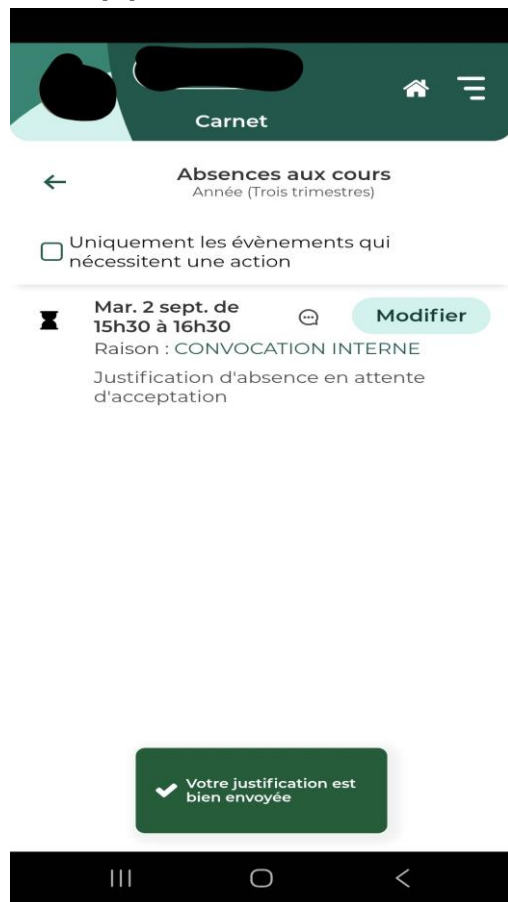 Carnet
Absences aux cours
Année (Trois trimestres)
Uniquement les évènements qui
nécessitent une action
Mar. 2 sept. de
15h30 à 16h30
Modifier
Raison : CONVOCATION INTERNE
Justification d'absence en attente
d'acceptation
Votre justification est
bien envoyée